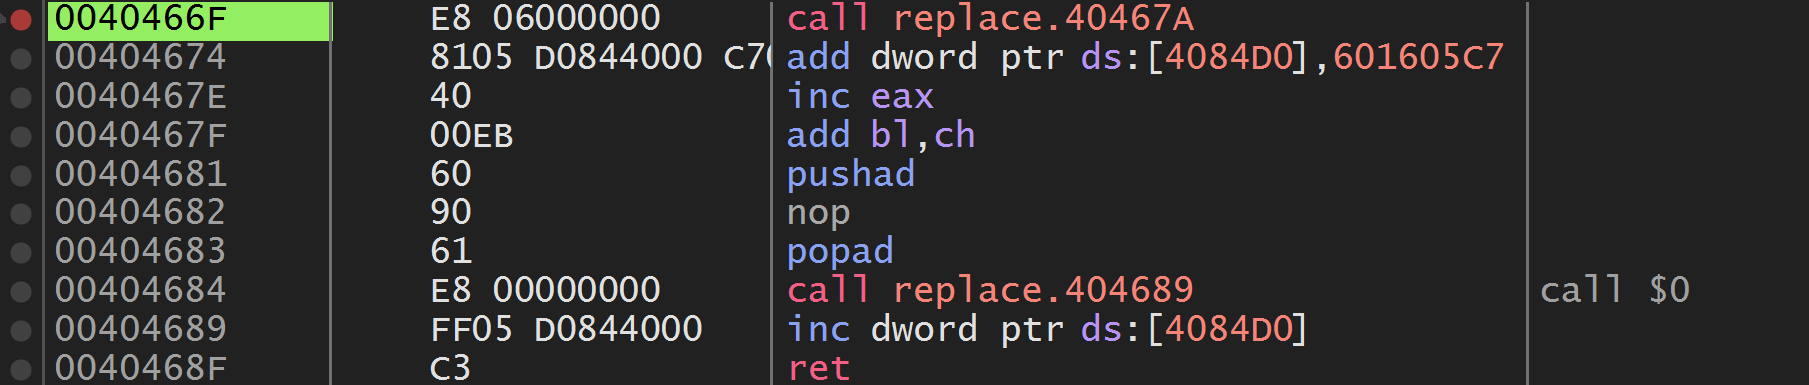 0040466F E8 06000000 call replace.40467A
00404674 8105 D0844000 C70 add dword ptr ds:[4084D0],601605C7
0040467E 40 inc eax
0040467F 00EB add bl,ch
00404681 60 pushad
00404682 90 nop
00404683 61 popad
00404684 E8 00000000 call replace.404689 call $0
00404689 FF05 D0844000 inc dword ptr ds:[4084D0]
0040468F C3 ret